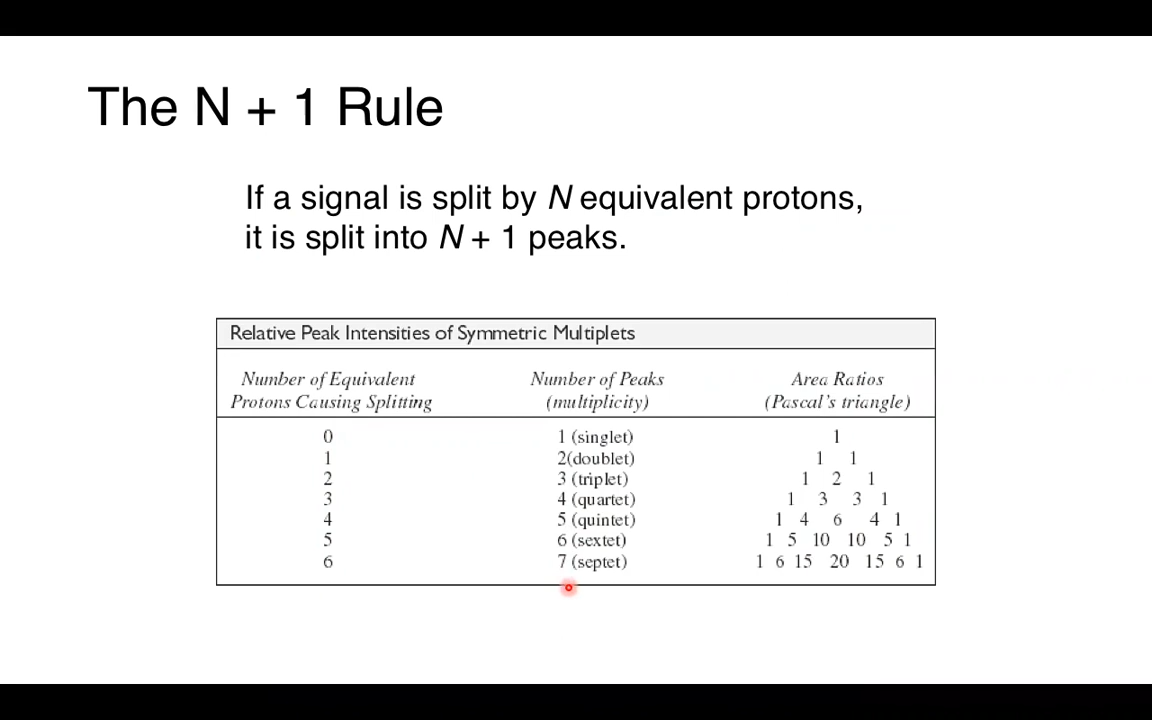 The N + 1 Rule
If a signal is split by N equivalent protons,
it is split into N + 1 peaks.
Relative Peak Intensities of Symmetric Multiplets
Number of Equivalent Number of Peaks Area Ratios
Protons Causing Splitting (multiplicity) (Pascal's triangle)
0 1 (singlet) 1
1 2(doublet) 1 1
2 3 (triplet) 1 2 1
3 4 (quartet) 1 3 3 1
4 5 (quintet) 1 4 6 4 1
5 6 (sextet) 1 5 10 10 5 1
6 7 (septet) 1 6 15 20 15 6 1